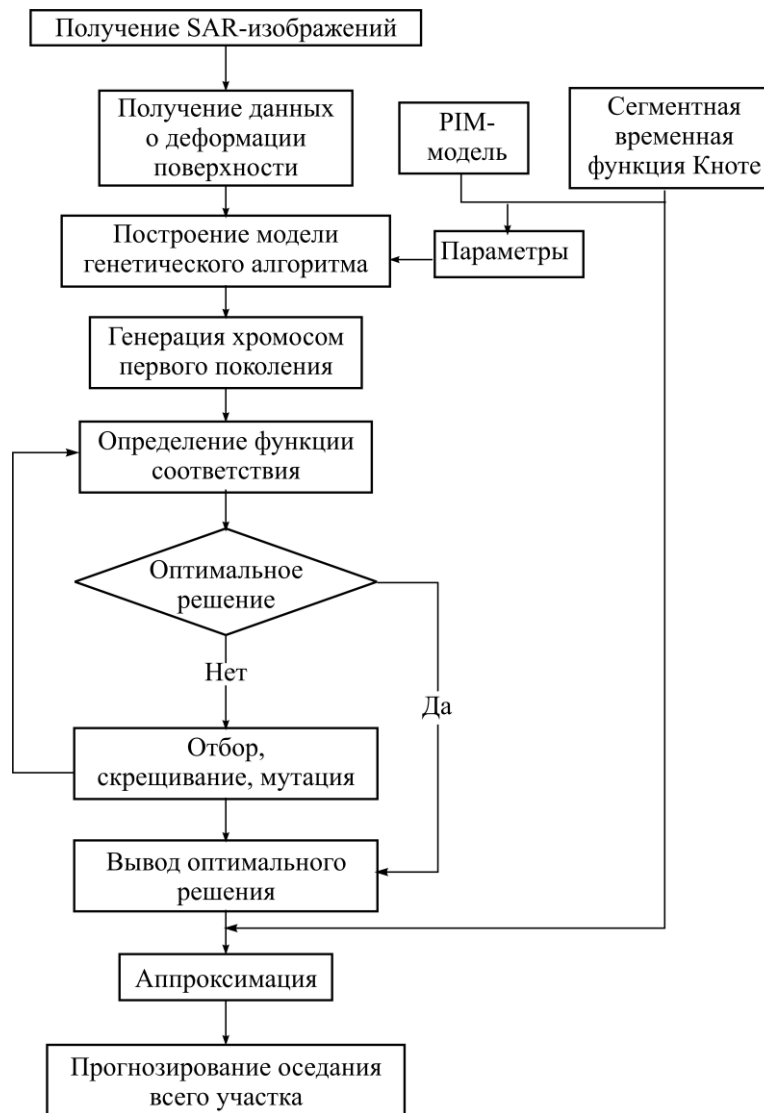 Получение SAR-изображений
Получение данных
о деформации
поверхности
PIM-
модель
Сегментная
временная
функция Кноте
Построение модели
генетического алгоритма
Параметры
Генерация хромосом
первого поколения
Определение функции
соответствия
Оптимальное
решение
Нет
Да
Отбор,
скрещивание, мутация
Вывод оптимального
решения
Аппроксимация
Прогнозирование оседания
всего участка